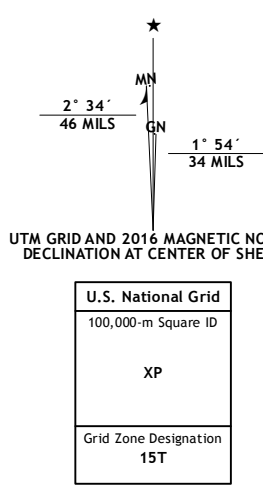 ★
MN
2° 34´
46 MILS
GN
1° 54´
34 MILS
UTM GRID AND 2016 MAGNETIC NO
DECLINATION AT CENTER OF SHE
U.S. National Grid
100,000-m Square ID
XP
Grid Zone Designation
15T